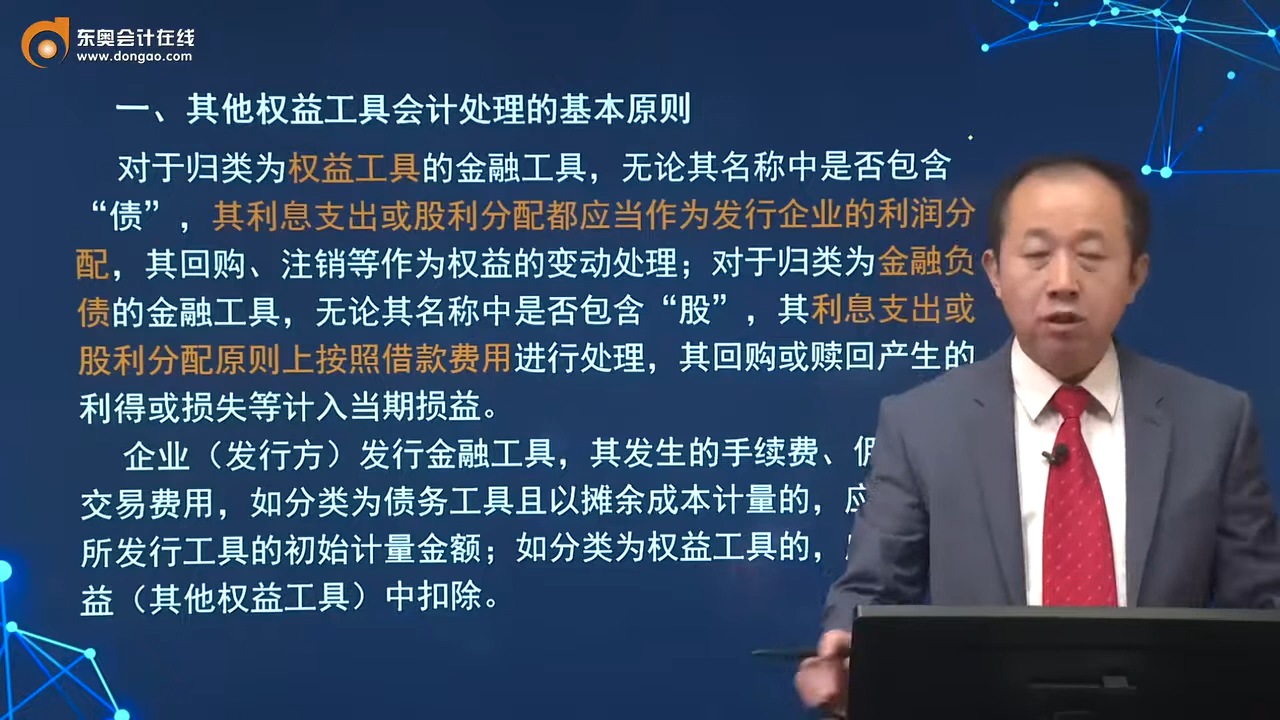 东奥会计在线
www.dongao.com
一、其他权益工具会计处理的基本原则
对于归类为权益工具的金融工具，无论其名称中是否包含
“债”，其利息支出或股利分配都应当作为发行企业的利润分
配，其回购、注销等作为权益的变动处理；对于归类为金融负
债的金融工具，无论其名称中是否包含“股”，其利息支出或
股利分配原则上按照借款费用进行处理，其回购或赎回产生的
利得或损失等计入当期损益。
企业（发行方）发行金融工具，其发生的手续费、
交易费用，如分类为债务工具且以摊余成本计量的，应
所发行工具的初始计量金额；如分类为权益工具的，
益（其他权益工具）中扣除。